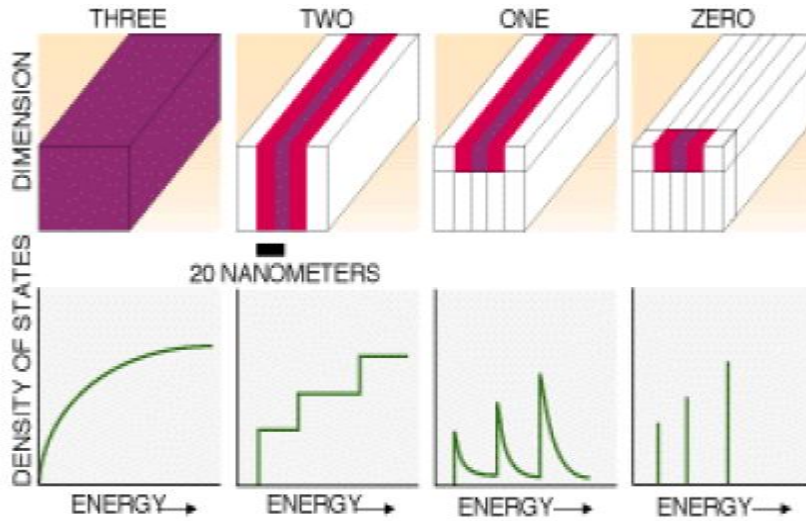 THREE TWO ONE ZERO
DIMENSION
20 NANOMETERS
DENSITY OF STATES
ENERGY ENERGY ENERGY ENERGY